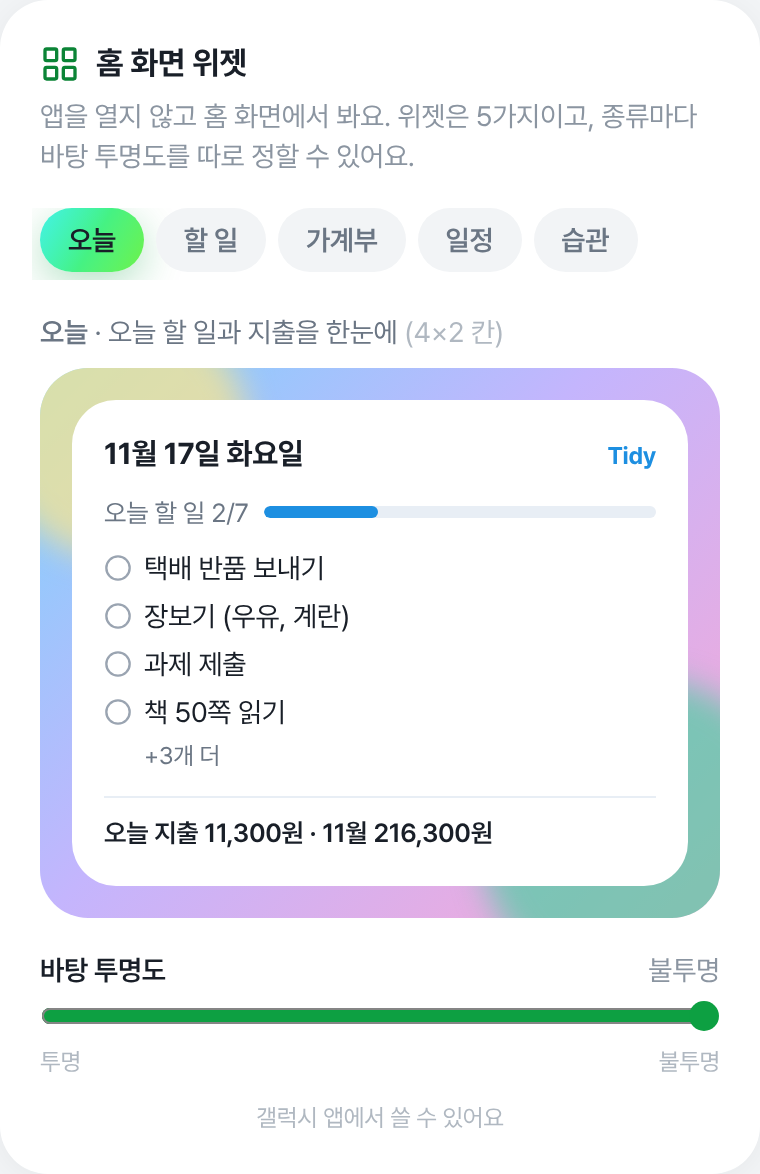 홈 화면 위젯
앱을 열지 않고 홈 화면에서 봐요. 위젯은 5가지이고, 종류마다
바탕 투명도를 따로 정할 수 있어요.
오늘 할 일 가계부 일정 습관
오늘 · 오늘 할 일과 지출을 한눈에 (4×2 칸)
11월 17일 화요일 Tidy
오늘 할 일 2/7
택배 반품 보내기
장보기 (우유, 계란)
과제 제출
책 50쪽 읽기
+3개 더
오늘 지출 11,300원 · 11월 216,300원
바탕 투명도 불투명
투명 불투명
갤럭시 앱에서 쓸 수 있어요